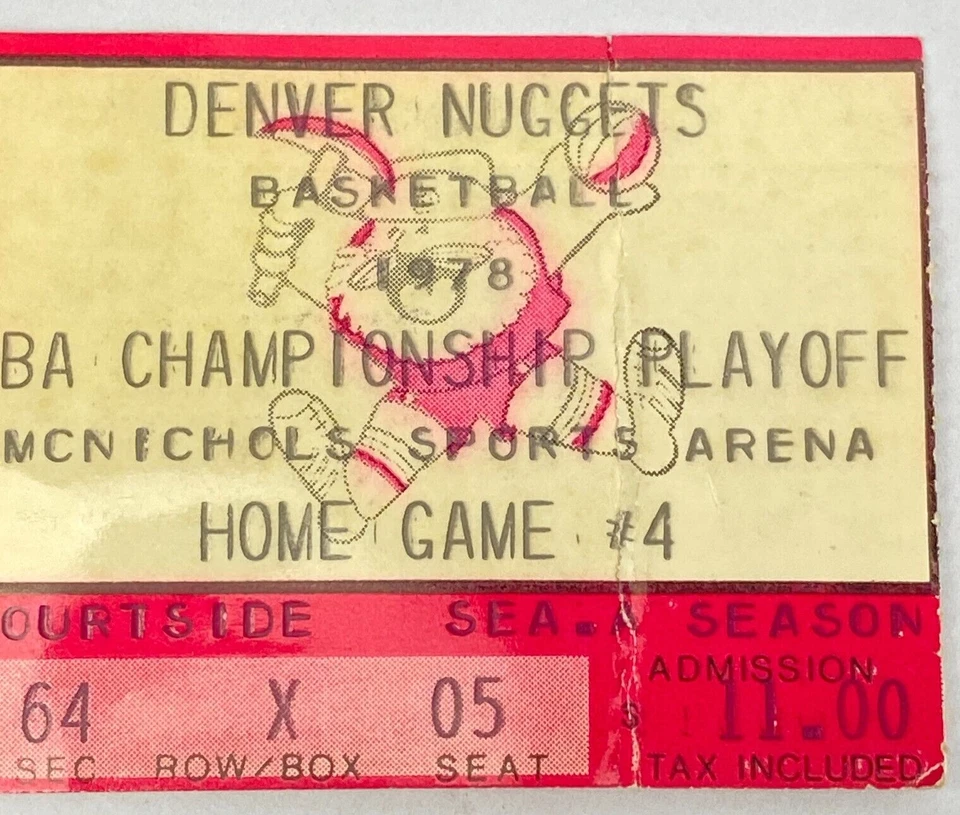 DENVER NUGGETS
BASKETBALL
1978
BA CHAMPIONSHIP PLAYOFF
MCNICHOLS SPORTS ARENA
HOME GAME #4
OURTSIDE SEA. SEASON
ADMISSION
64 X 05 $ 11.00
SEC ROW/BOX SEAT TAX INCLUDED